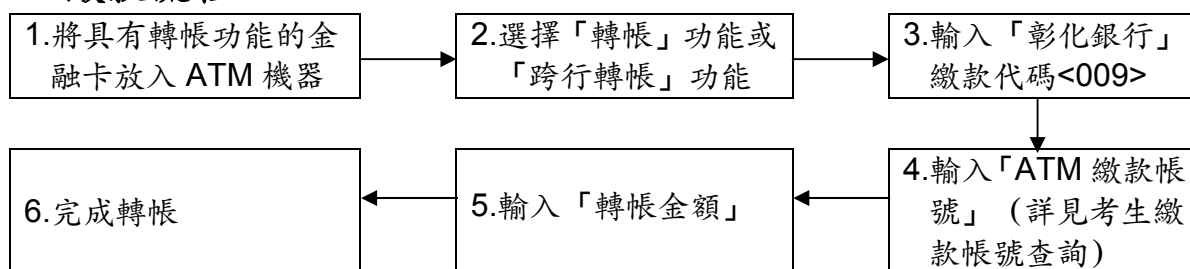 1.將具有轉帳功能的金
融卡放入 ATM 機器
2.選擇「轉帳」功能或
「跨行轉帳」功能
3.輸入「彰化銀行」
繳款代碼<009>
4.輸入「ATM 繳款帳
號」（詳見考生繳
款帳號查詢）
5.輸入「轉帳金額」
6.完成轉帳